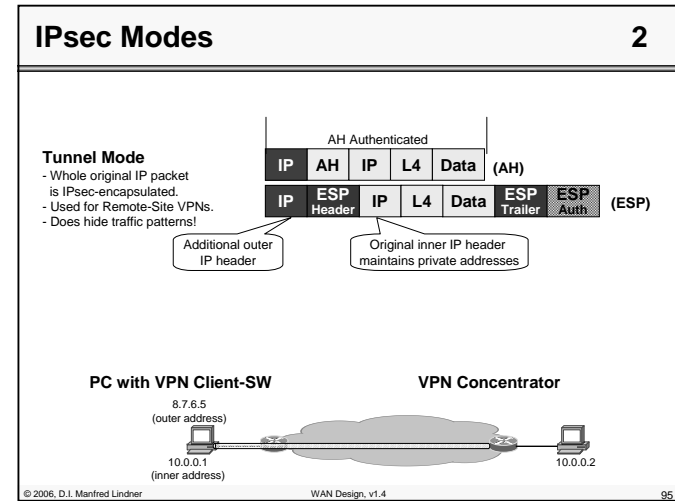 IPsec Modes 2
AH Authenticated
Tunnel Mode
- Whole original IP packet
is IPsec-encapsulated.
- Used for Remote-Site VPNs.
- Does hide traffic patterns!
IP AH IP L4 Data (AH)
IP ESP Header IP L4 Data ESP Trailer ESP Auth (ESP)
Additional outer
IP header
Original inner IP header
maintains private addresses
PC with VPN Client-SW VPN Concentrator
8.7.6.5
(outer address)
10.0.0.1
(inner address)
10.0.0.2
© 2006, D.I. Manfred Lindner WAN Design, v1.4 95